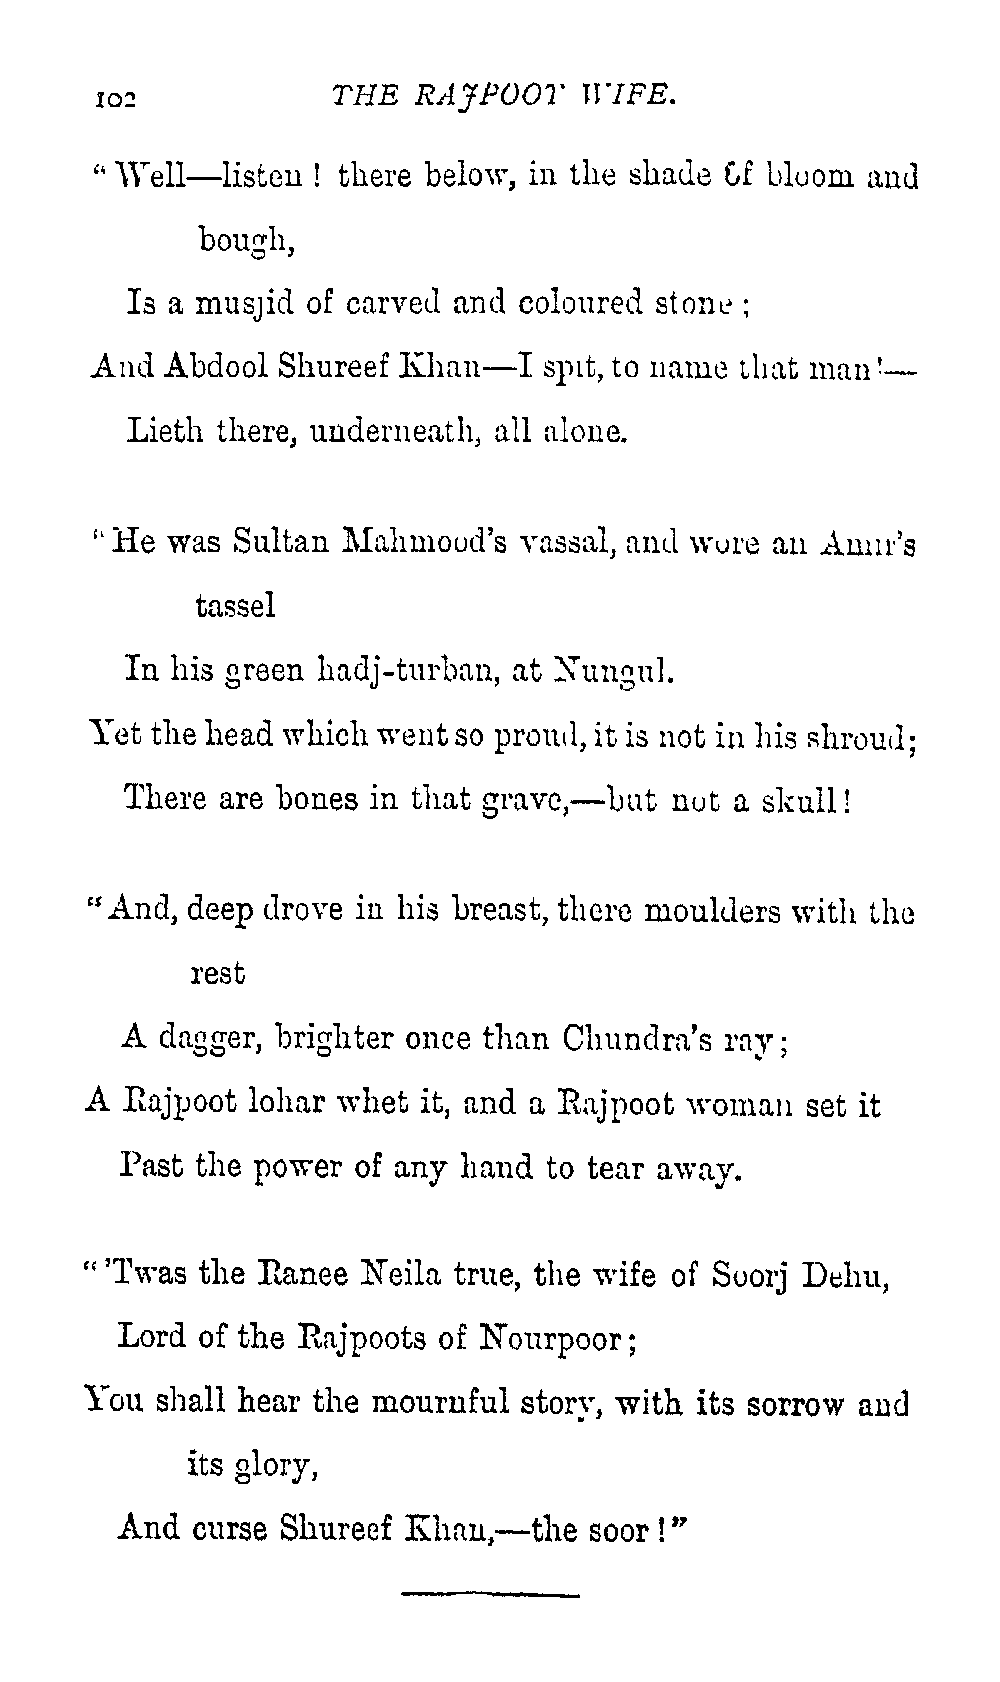 102 THE RAJPOOT WIFE.
“Well—listen! there below, in the shade of bloom and
bough,
Is a musjid of carved and coloured stone;
And Abdool Shureef Khan—I spit, to name that man!—
Lieth there, underneath, all alone.
“He was Sultan Mahmoud's vassal, and wore an Amir's
tassel
In his green hadj-turban, at Nungul.
Yet the head which went so proud, it is not in his shroud;
There are bones in that grave,—but not a skull!
“And, deep drove in his breast, there moulders with the
rest
A dagger, brighter once than Chundra's ray;
A Rajpoot lohar whet it, and a Rajpoot woman set it
Past the power of any hand to tear away.
“'Twas the Ranee Neila true, the wife of Soorj Dehu,
Lord of the Rajpoots of Nourpoor;
You shall hear the mournful story, with its sorrow and
its glory,
And curse Shureef Khan,—the soor!”